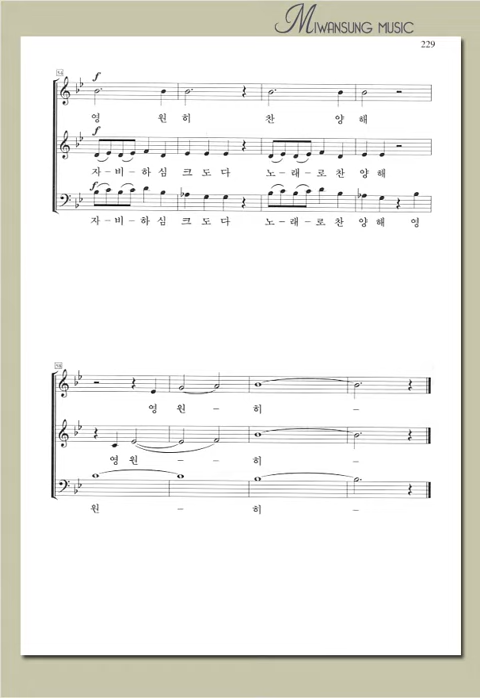 MIWANSUNG MUSIC
229
f
영 원히 찬 양해
f
자-비-하심 크도다 노-래-로찬 양해
f
자-비-하심 크도다 노-래-로찬 양해 영
영 원 - 히 -
영원 - - 히 -
원 - 히 -